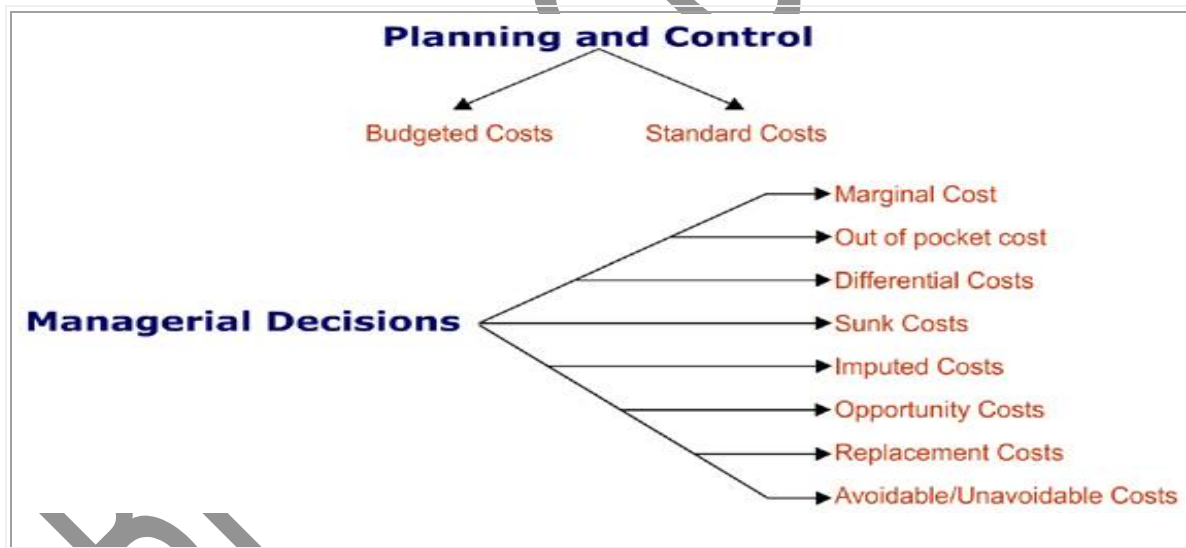 Planning and Control
Budgeted Costs
Standard Costs
Marginal Cost
Out of pocket cost
Differential Costs
Managerial Decisions
Sunk Costs
Imputed Costs
Opportunity Costs
Replacement Costs
Avoidable/Unavoidable Costs